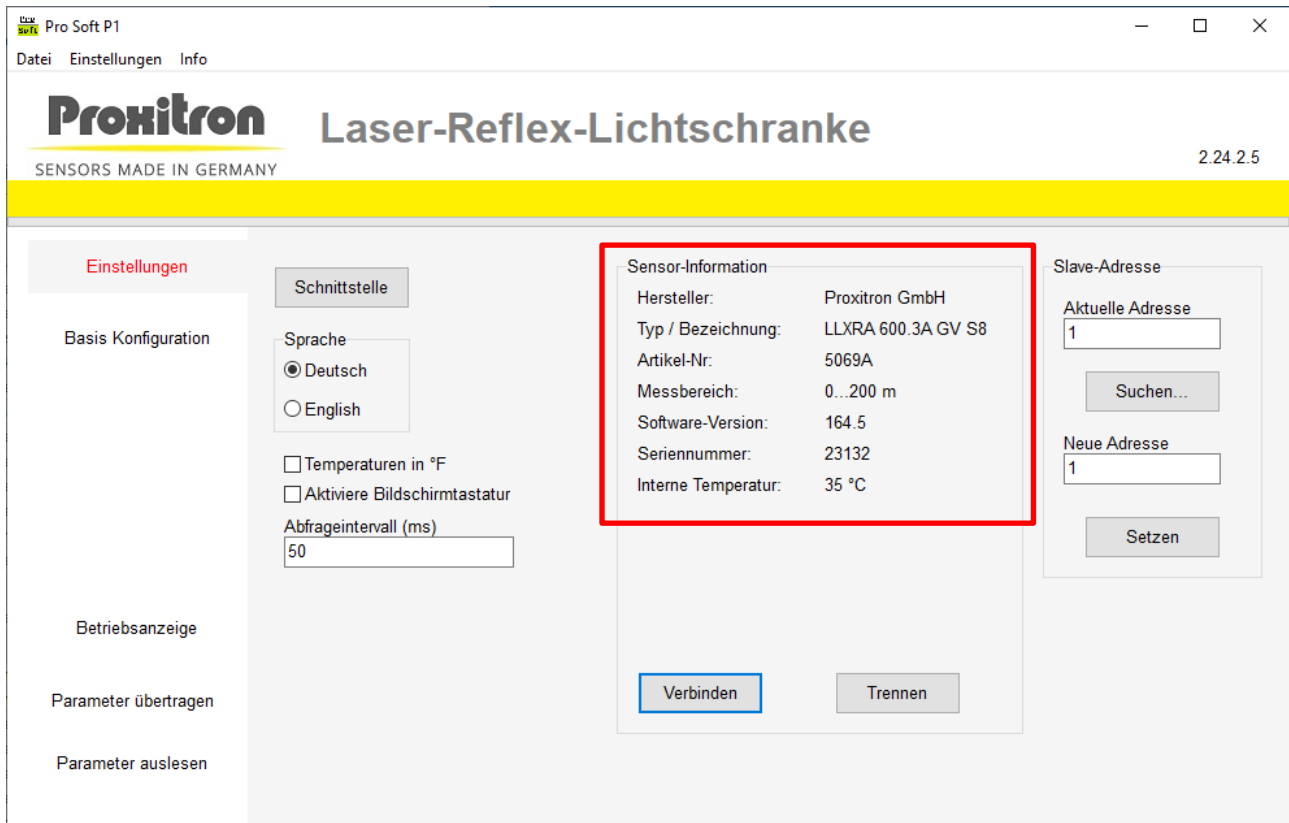 Pro Soft P1
Datei Einstellungen Info
Proxitron
SENSORS MADE IN GERMANY
Laser-Reflex-Lichtschranke
2.24.2.5
Einstellungen
Basis Konfiguration
Betriebsanzeige
Parameter übertragen
Parameter auslesen
Schnittstelle
Sprache
Deutsch
English
Temperaturen in °F
Aktiviere Bildschirmtastatur
Abfrageintervall (ms)
50
Sensor-Information
Hersteller: Proxitron GmbH
Typ / Bezeichnung: LLXRA 600.3A GV S8
Artikel-Nr: 5069A
Messbereich: 0...200 m
Software-Version: 164.5
Seriennummer: 23132
Interne Temperatur: 35 °C
Verbinden Trennen
Slave-Adresse
Aktuelle Adresse
1
Suchen...
Neue Adresse
1
Setzen